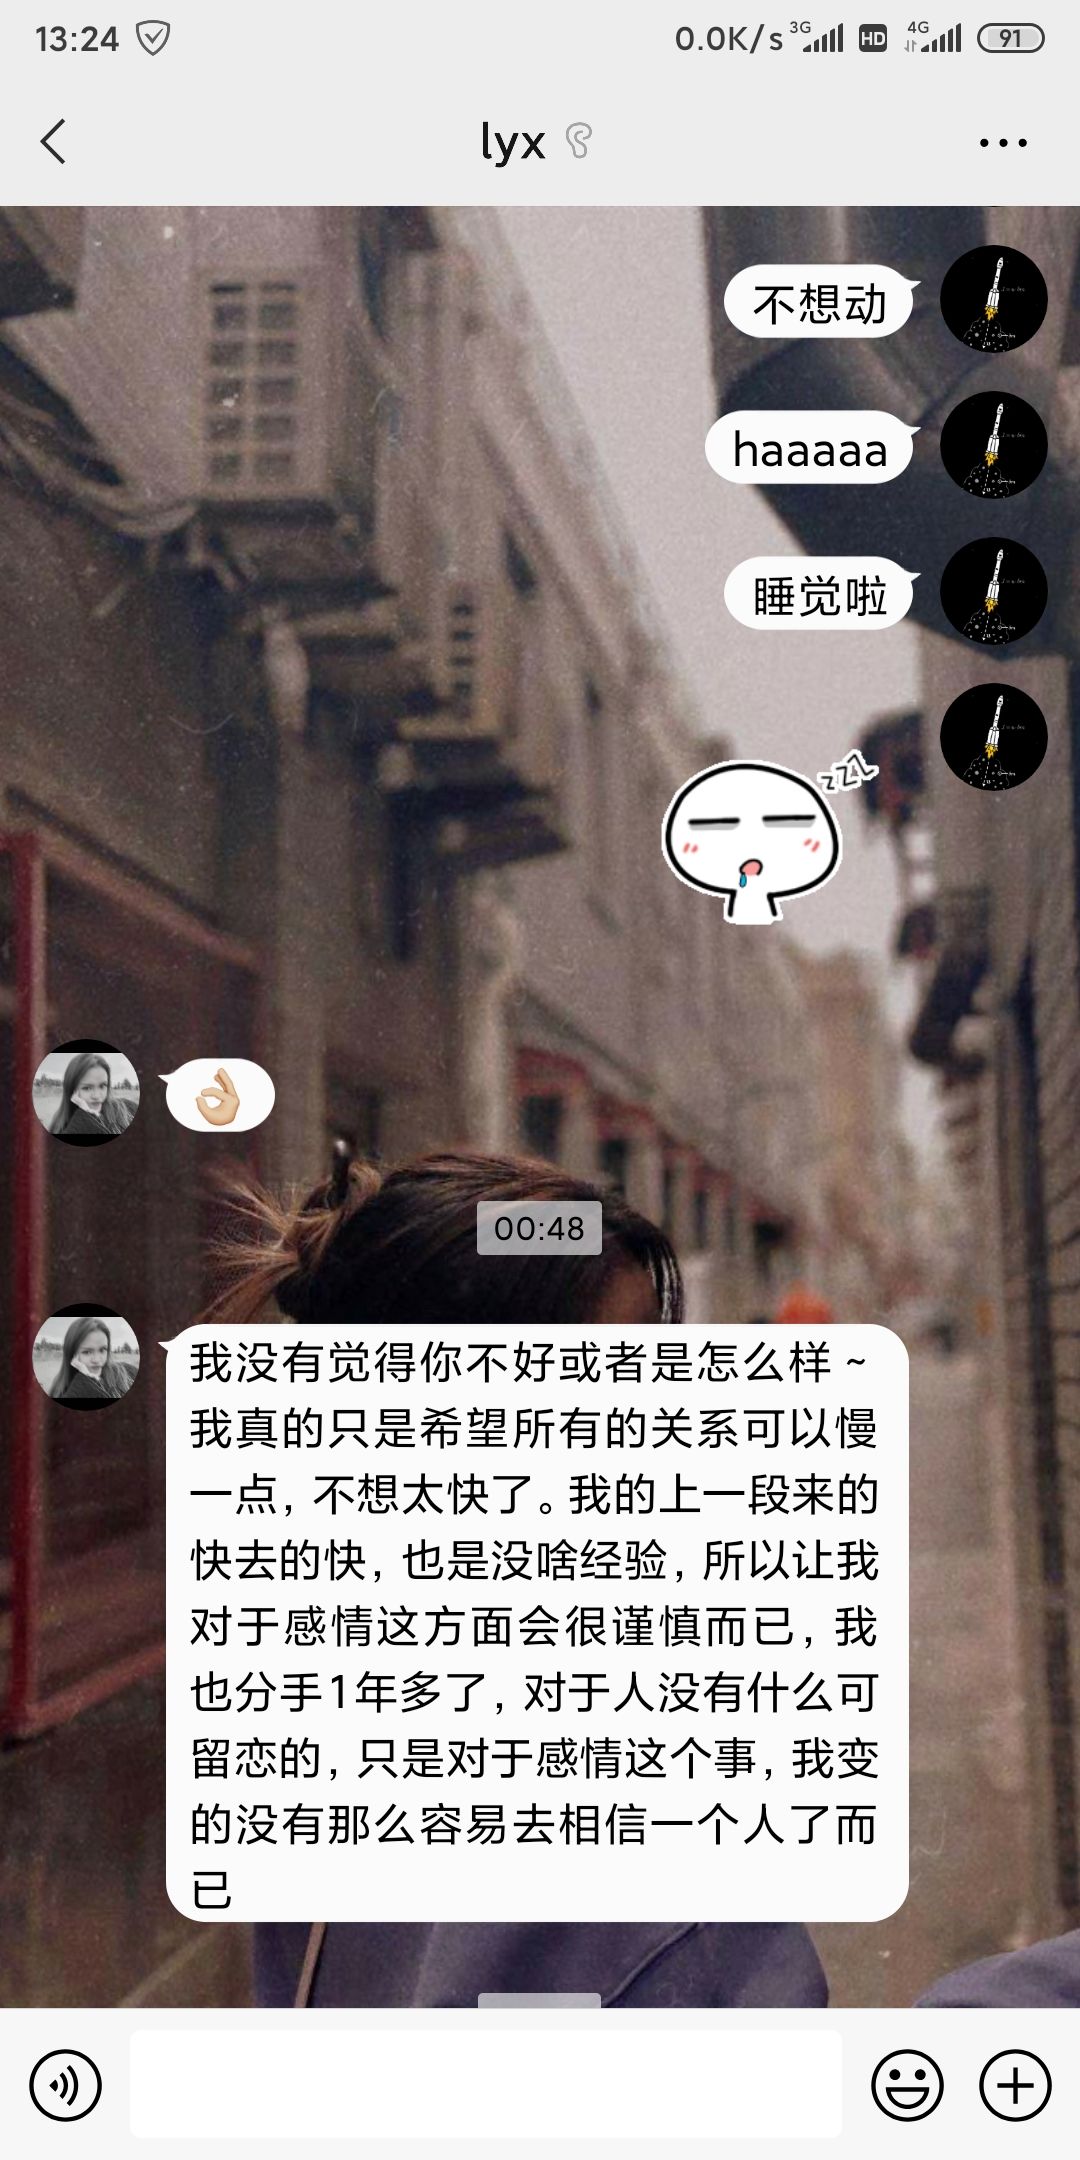 13:24 0.0K/s 3G HD 4G 91
lyx
不想动
haaaaa
睡觉啦
zZZ
00:48
我没有觉得你不好或者是怎么样～
我真的只是希望所有的关系可以慢
一点，不想太快了。我的上一段来的
快去的快，也是没啥经验，所以让我
对于感情这方面会很谨慎而已，我
也分手1年多了，对于人没有什么可
留恋的，只是对于感情这个事，我变
的没有那么容易去相信一个人了而
已